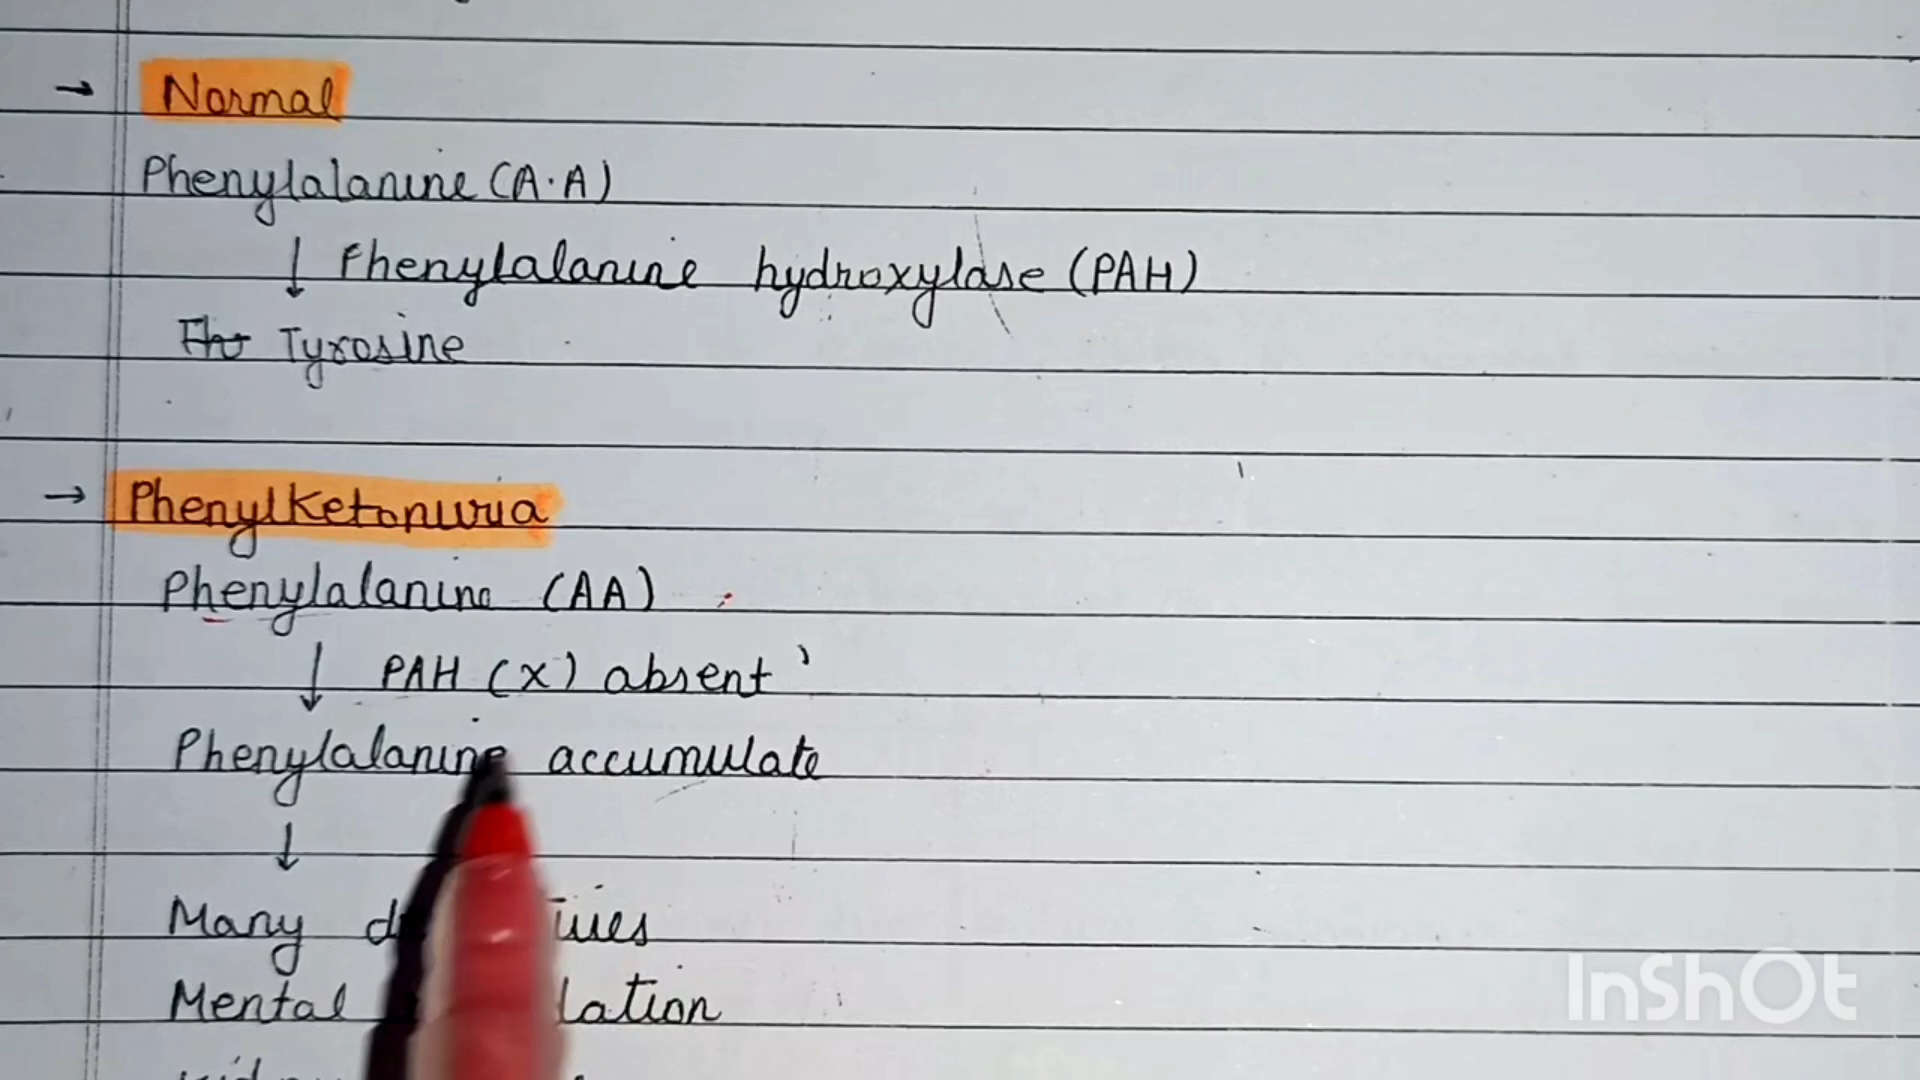 → Normal
Phenylalanine (A.A)
↓ Phenylalanine hydroxylase (PAH)
Tyrosine
→ Phenylketonuria
Phenylalanine (AA)
↓ PAH (X) absent
Phenylalanine accumulate
↓
Many
Mental
InShOt